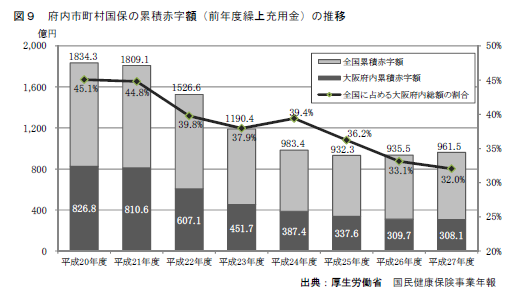 図9 府内市町村国保の累積赤字額（前年度繰上充用金）の推移
億円
2,000
1,600
1,200
800
400
0
50%
45%
40%
35%
30%
25%
20%
全国累積赤字額
大阪府内累積赤字額
全国に占める大阪府内総額の割合
1834.3
1809.1
1526.6
1190.4
983.4
932.3
935.5
961.5
45.1%
44.8%
39.8%
37.9%
39.4%
36.2%
33.1%
32.0%
826.8
810.6
607.1
451.7
387.4
337.6
309.7
308.1
平成20年度
平成21年度
平成22年度
平成23年度
平成24年度
平成25年度
平成26年度
平成27年度
出典：厚生労働省 国民健康保険事業年報